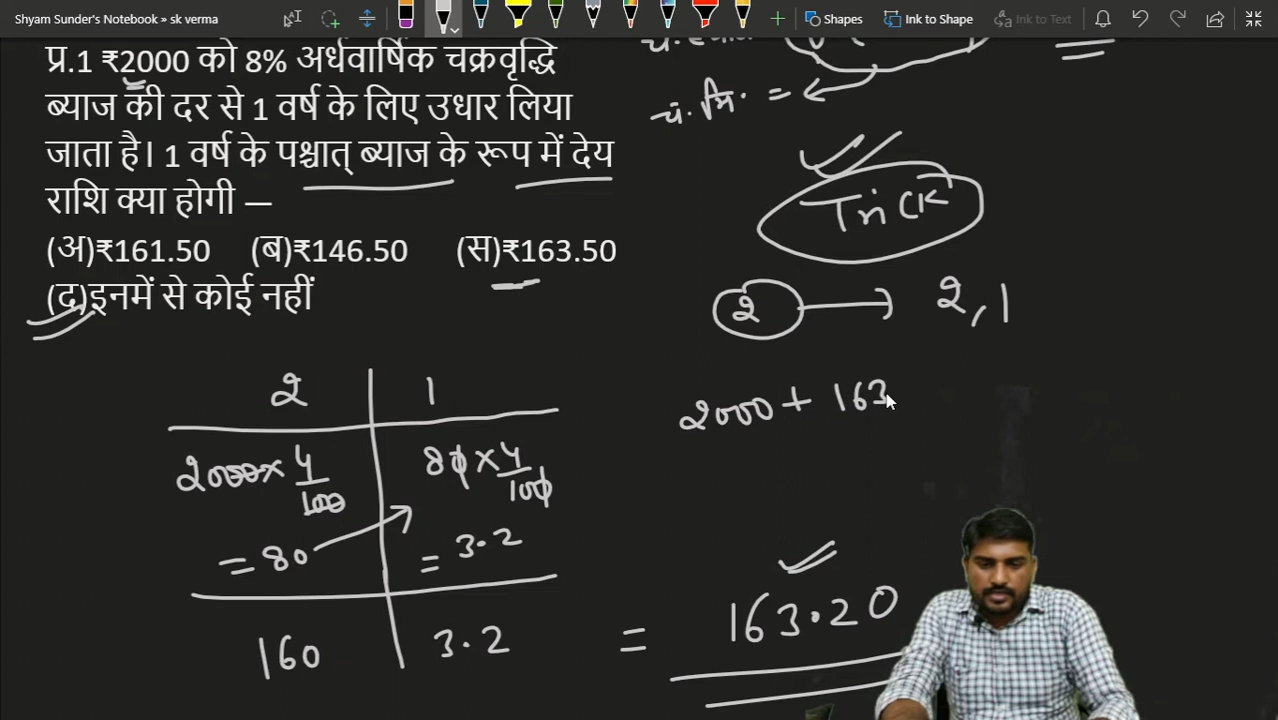 Shyam Sunder's Notebook » sk verma
Shapes Ink to Shape Ink to Text
प्र.1 ₹2000 को 8% अर्धवार्षिक चक्रवृद्धि
ब्याज की दर से 1 वर्ष के लिए उधार लिया
जाता है। 1 वर्ष के पश्चात् ब्याज के रूप में देय
राशि क्या होगी —
(अ)₹161.50 (ब)₹146.50 (स)₹163.50
(द)इनमें से कोई नहीं
च. मि. =
Trick
2 → 2, 1
2000 + 163
2 1
2000 x 4/100 80 x 4/100
= 80 = 3.2
160 3.2 = 163.20